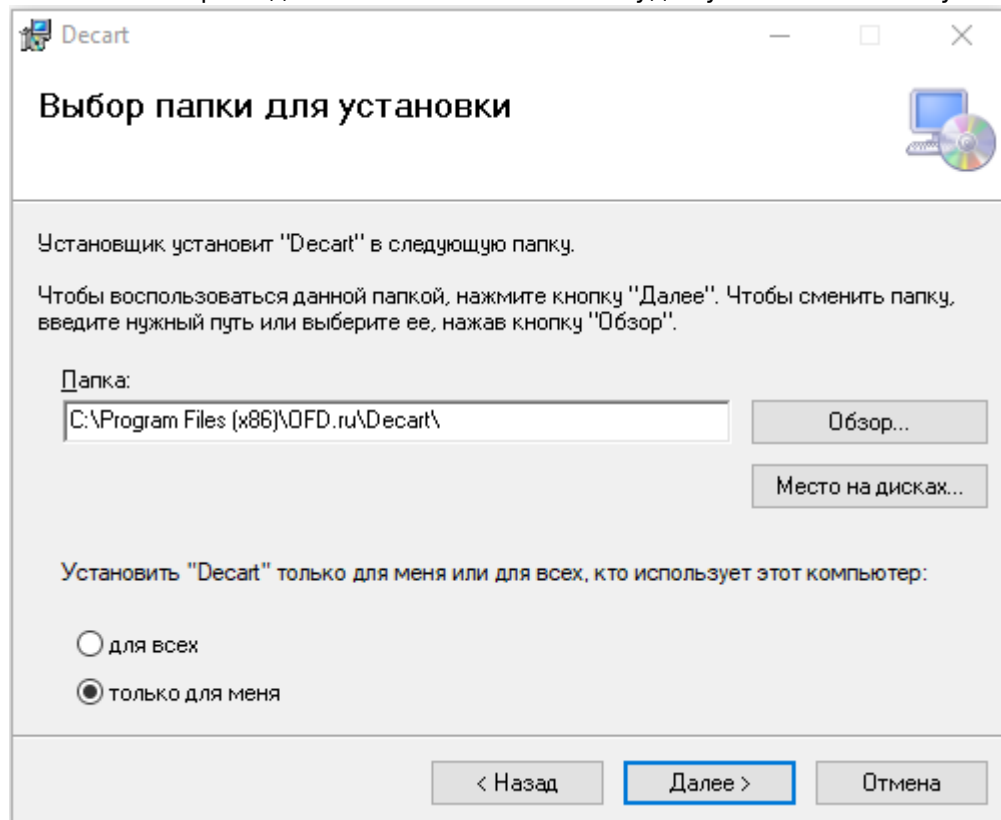 Decart
Выбор папки для установки
Установщик установит "Decart" в следующую папку.
Чтобы воспользоваться данной папкой, нажмите кнопку "Далее". Чтобы сменить папку,
введите нужный путь или выберите ее, нажав кнопку "Обзор".
Папка:
C:\Program Files (x86)\OFD.ru\Decart\
Обзор...
Место на дисках...
Установить "Decart" только для меня или для всех, кто использует этот компьютер:
для всех
только для меня
< Назад
Далее >
Отмена